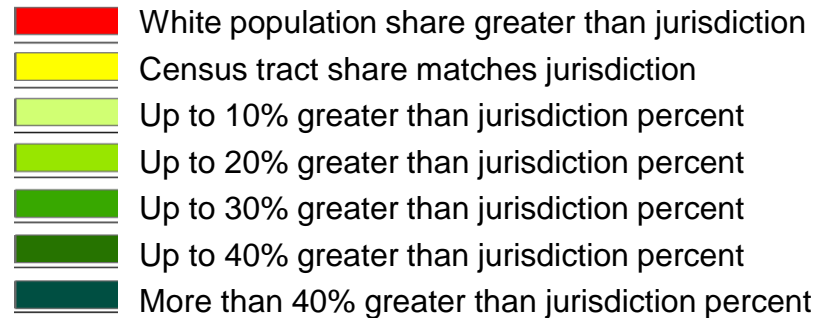 White population share greater than jurisdiction
Census tract share matches jurisdiction
Up to 10% greater than jurisdiction percent
Up to 20% greater than jurisdiction percent
Up to 30% greater than jurisdiction percent
Up to 40% greater than jurisdiction percent
More than 40% greater than jurisdiction percent